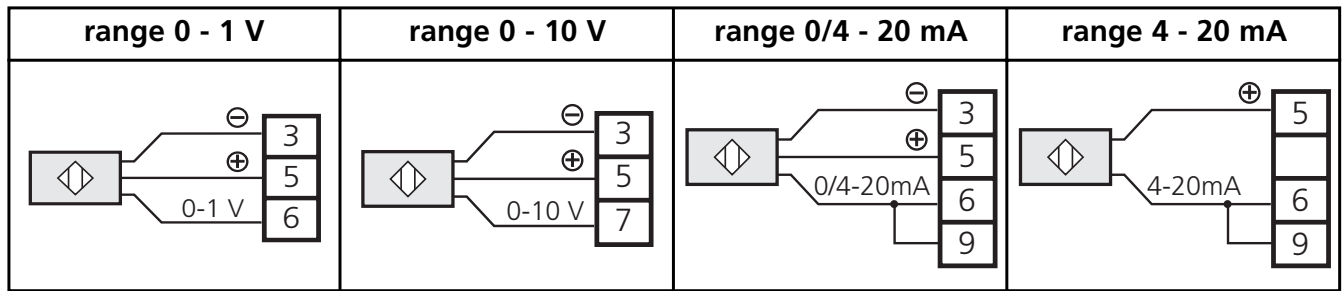 range 0 - 1 V
range 0 - 10 V
range 0/4 - 20 mA
range 4 - 20 mA
⊖ 3
⊕ 5
0-1 V 6
⊖ 3
⊕ 5
0-10 V 7
⊖ 3
⊕ 5
0/4-20mA 6
9
⊕ 5
4-20mA 6
9